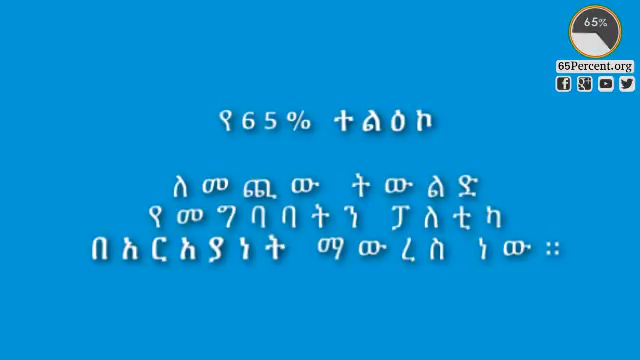 65%
65Percent.org
የ65% ተልዕኮ
ለመጪው ትውልድ
የመግባባትን ፓለቲካ
በአርአያነት ማውረስ ነው።